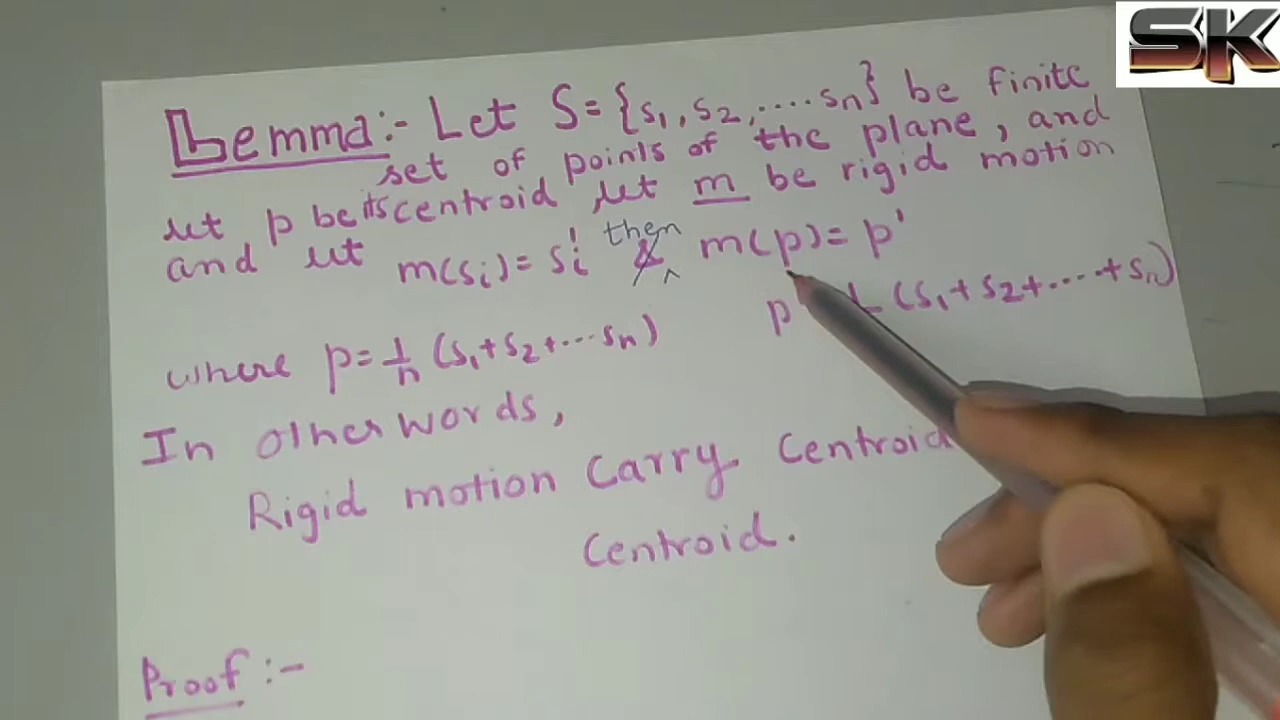 SK
Lemma:- Let S={s1, s2, ....sn} be finite
set of points of the plane, and
let p be its centroid let m be rigid motion
and let m(si)=si' then m(p)=p'
where p=1/n (s1+s2+...sn) p' (s1+s2+....+sn)
In other words,
Rigid motion Carry Centroid
Centroid.
Proof:-